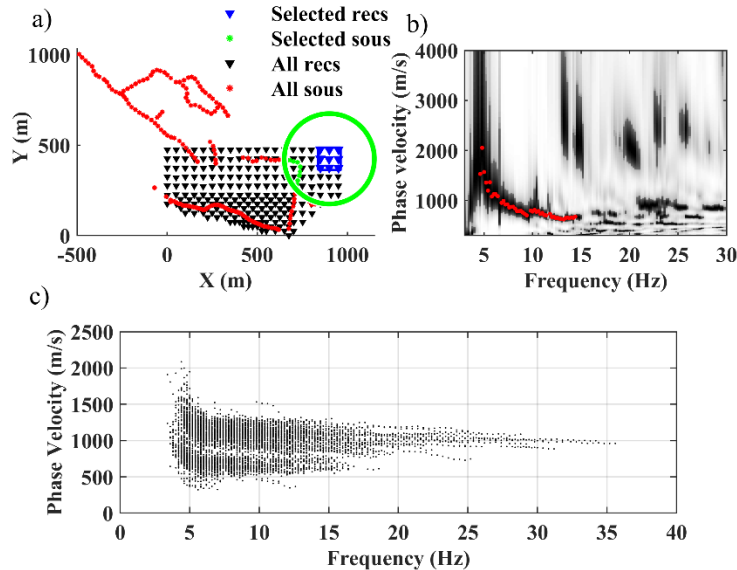 a)
Selected recs
Selected sous
All recs
All sous
1000
500
0
Y (m)
-500 0 500 1000
X (m)
b)
4000
3000
2000
1000
Phase velocity (m/s)
5 10 15 20 25 30
Frequency (Hz)
c)
2500
2000
1500
1000
500
0
Phase Velocity (m/s)
0 5 10 15 20 25 30 35 40
Frequency (Hz)